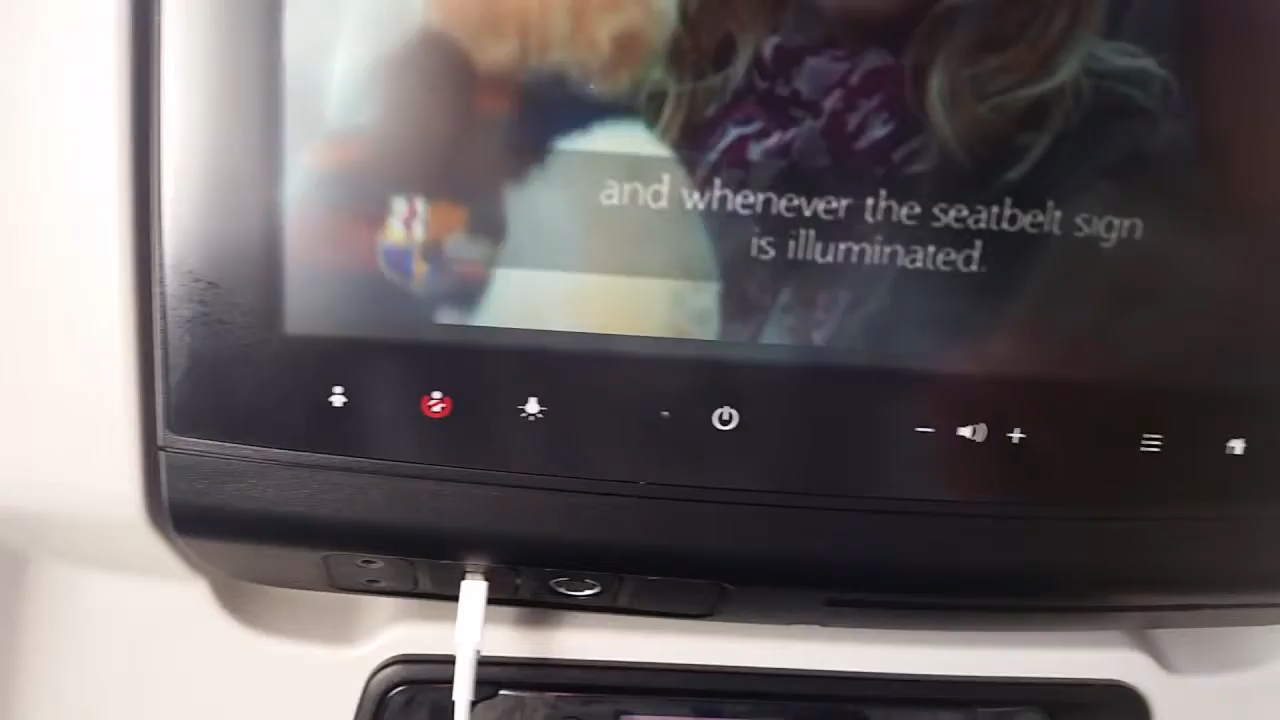 and whenever the seatbelt sign
is illuminated.